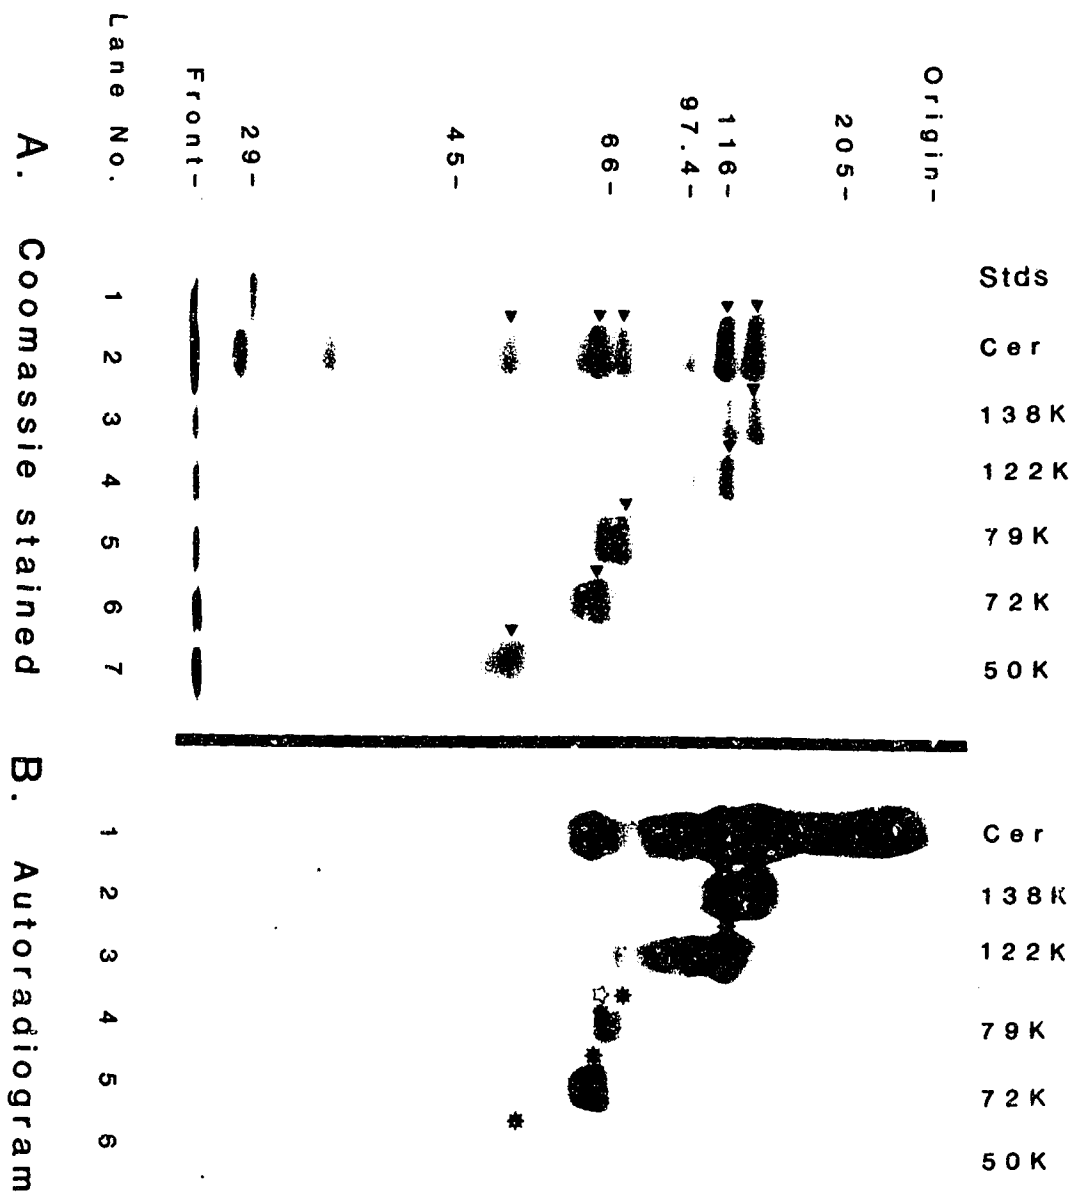 Origin-
205-
116-
97.4-
66-
45-
29-
Front-
Lane No.
Stds
Cer
138K
122K
79K
72K
50K
1
2
3
4
5
6
7
A. Coomassie stained
Cer
138K
122K
79K
72K
50K
1
2
3
4
5
6
B. Autoradiogram